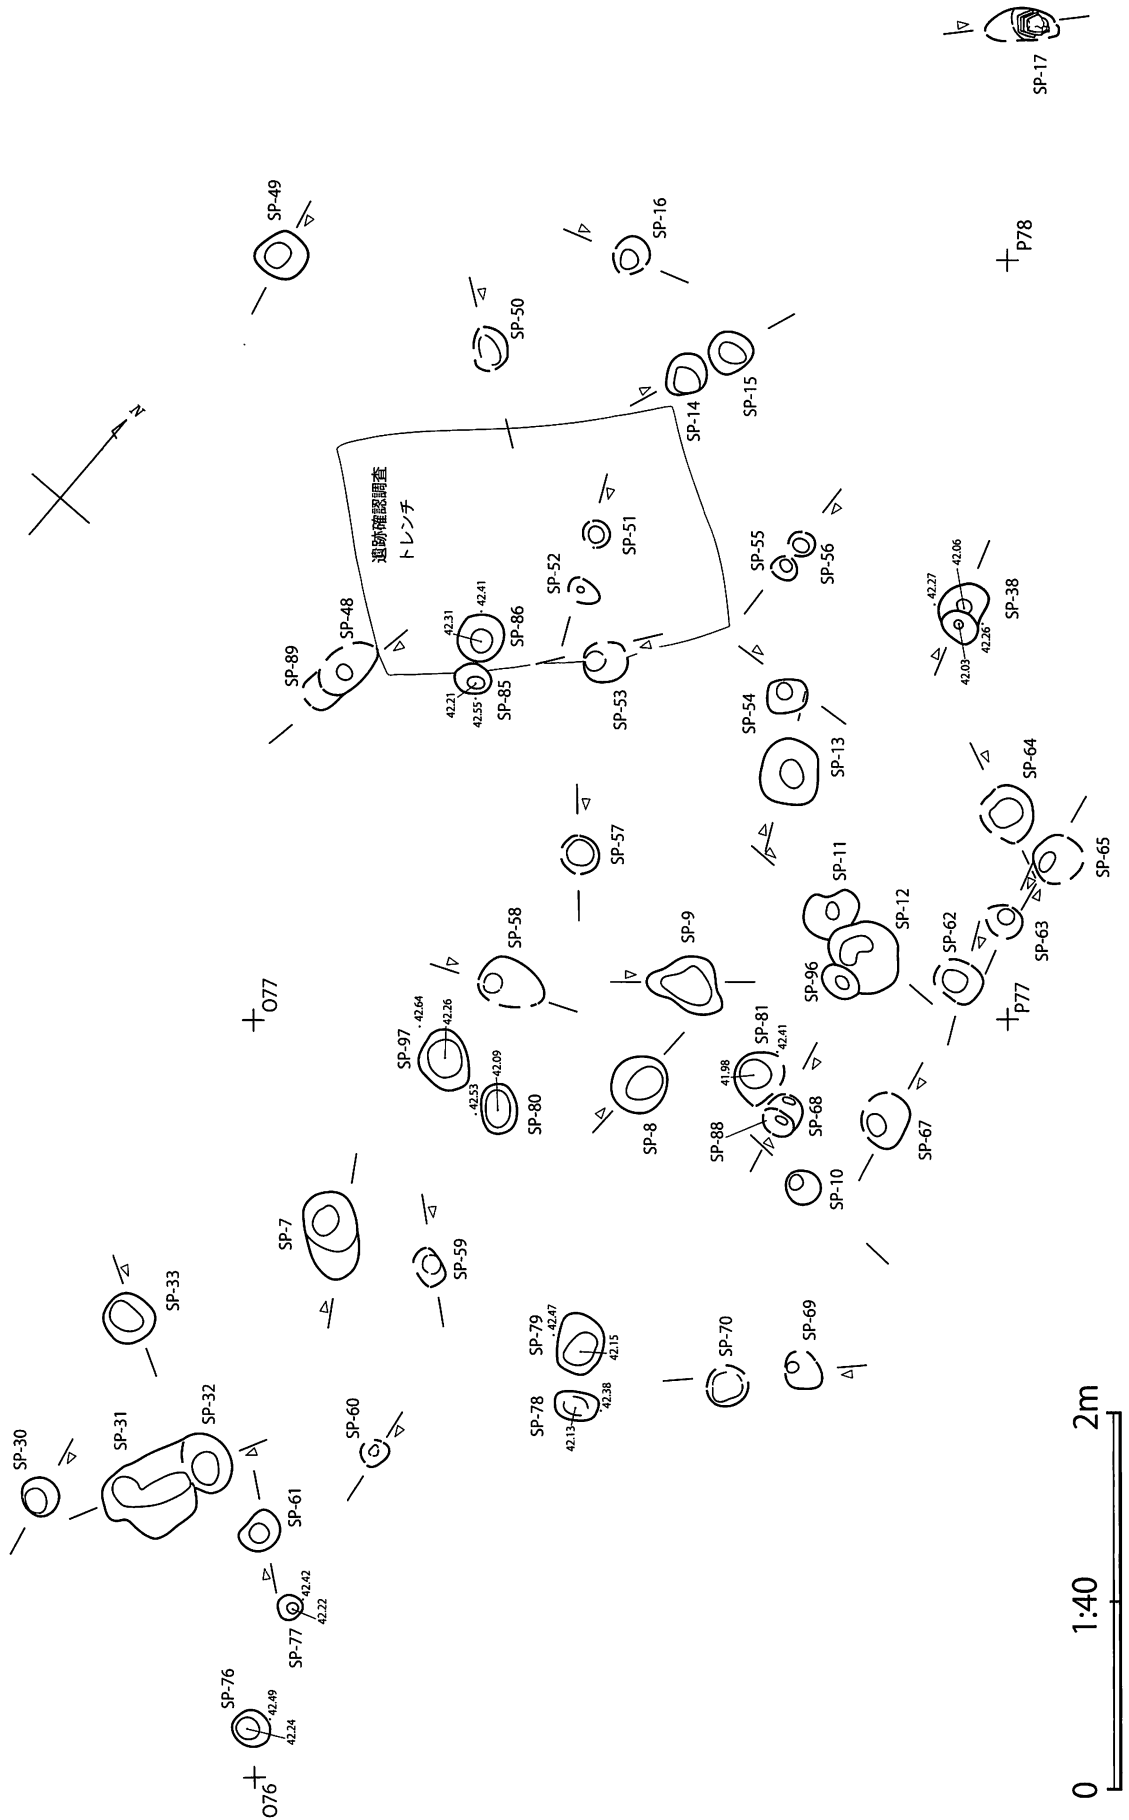 SP-17
SP-49
SP-16
P78
SP-50
SP-15
SP-14
遺跡確認調査
トレンチ
SP-51
SP-52
SP-55
SP-56
42.06
42.27
SP-38
42.26
42.03
SP-48
SP-89
42.41
42.31
SP-86
42.21
42.55
SP-85
SP-53
SP-54
SP-13
SP-64
SP-65
SP-57
SP-11
SP-12
SP-62
SP-63
SP-96
P77
SP-58
SP-9
O77
42.64
42.26
SP-97
42.09
42.53
SP-80
SP-81
42.41
41.98
SP-68
SP-88
SP-8
SP-67
SP-10
SP-7
SP-59
SP-33
SP-79
42.47
42.15
SP-70
SP-69
SP-78
42.38
42.13
SP-32
SP-31
SP-30
SP-60
SP-61
42.42
42.22
SP-77
SP-76
42.49
42.24
O76
N
0
1:40
2m